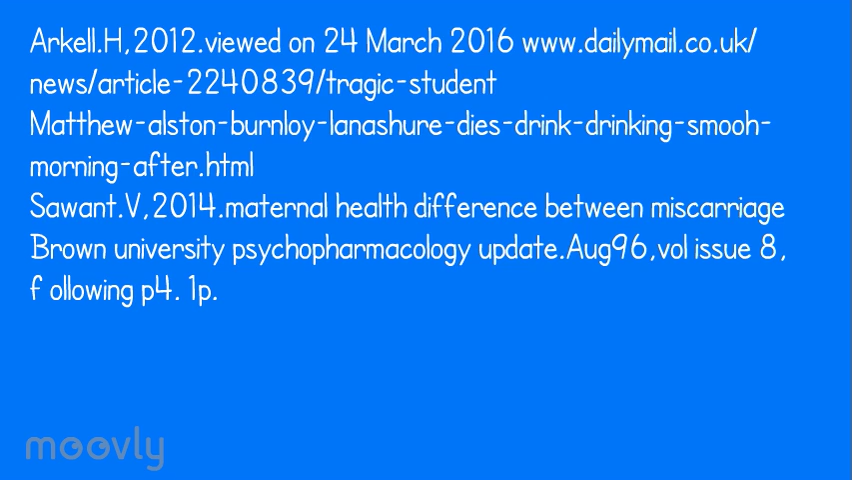 Arkell.H,2012.viewed on 24 March 2016 www.dailymail.co.uk/
news/article-2240839/tragic-student
Matthew-alston-burnloy-lanashure-dies-drink-drinking-smooh-
morning-after.html
Sawant.V,2014.maternal health difference between miscarriage
Brown university psychopharmacology update.Aug96,vol issue 8,
f ollowing p4. 1p.
moovly